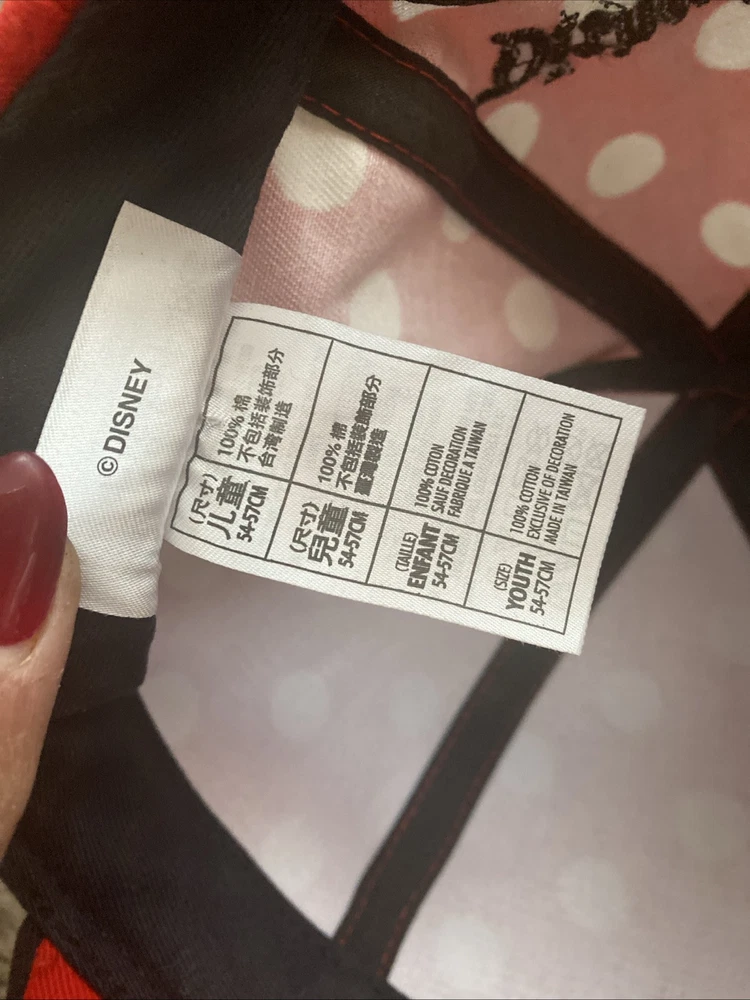 ©DISNEY
100% 棉
不包括装饰部分
台湾制造
(尺寸)
儿童
54-57CM
100% 棉
不包括裝飾部分
臺灣製造
(尺寸)
兒童
54-57CM
100% COTON
SAUF DECORATION
FABRIQUE A TAIWAN
(TAILLE)
ENFANT
54-57CM
100% COTTON
EXCLUSIVE OF DECORATION
MADE IN TAIWAN
(SIZE)
YOUTH
54-57CM